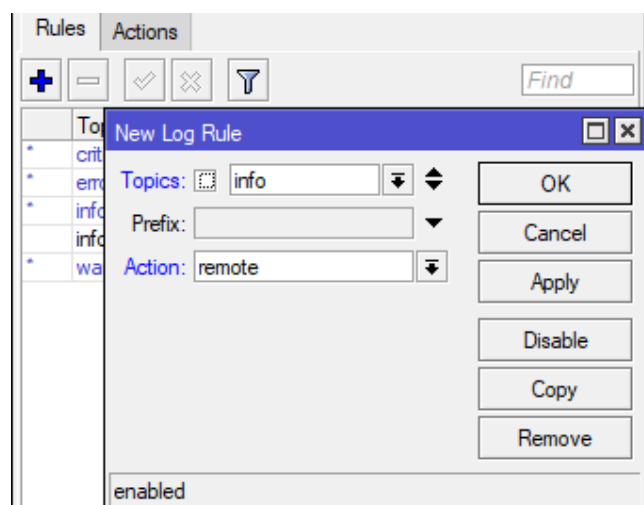 Rules Actions
Find
New Log Rule
Topics: info
Prefix:
Action: remote
OK
Cancel
Apply
Disable
Copy
Remove
enabled